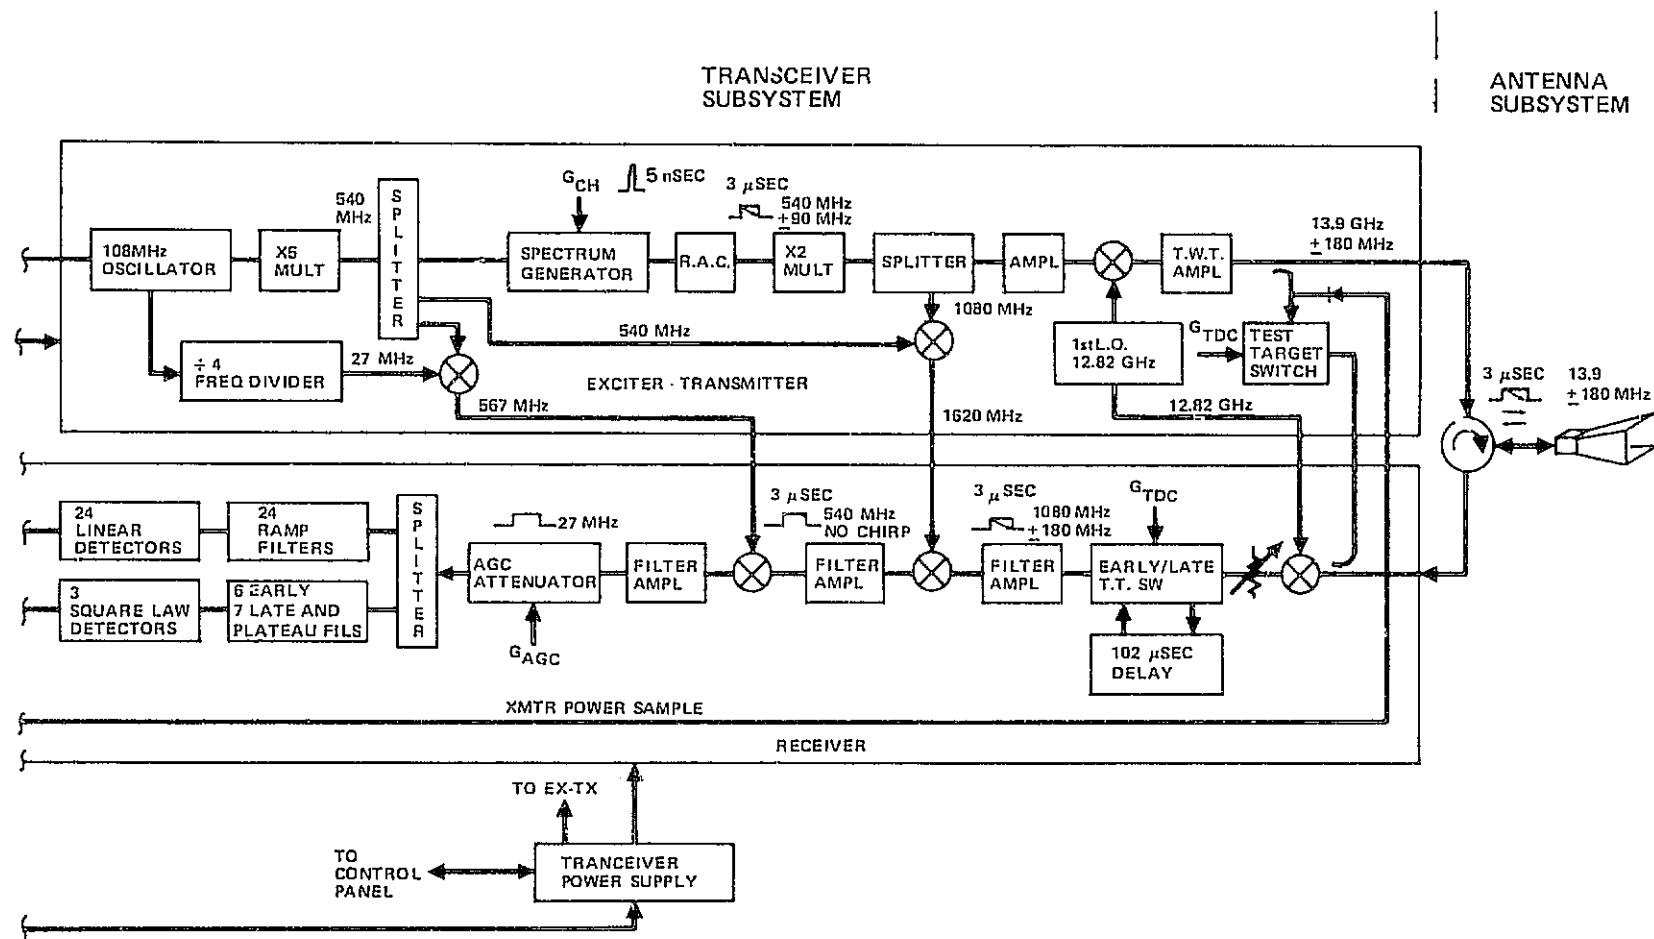 TRANSCEIVER
SUBSYSTEM
ANTENNA
SUBSYSTEM
108MHz
OSCILLATOR
X5
MULT
540
MHz
SPLITTER
G_CH
5 nSEC
SPECTRUM
GENERATOR
R.A.C.
3 μSEC
540 MHz
±90 MHz
X2
MULT
SPLITTER
AMPL
T.W.T.
AMPL
13.9 GHz
±180 MHz
1080 MHz
540 MHz
÷ 4
FREQ DIVIDER
27 MHz
567 MHz
EXCITER - TRANSMITTER
1620 MHz
1st L.O.
12.82 GHz
12.82 GHz
G_TDC
TEST
TARGET
SWITCH
3 μSEC
13.9
±180 MHz
24
LINEAR
DETECTORS
24
RAMP
FILTERS
SPLITTER
27 MHz
AGC
ATTENUATOR
G_AGC
FILTER
AMPL
3 μSEC
540 MHz
NO CHIRP
FILTER
AMPL
3 μSEC
1080 MHz
±180 MHz
FILTER
AMPL
G_TDC
EARLY/LATE
T.T. SW
102 μSEC
DELAY
3
SQUARE LAW
DETECTORS
6 EARLY
7 LATE AND
PLATEAU FILS
XMTR POWER SAMPLE
RECEIVER
TO EX-TX
TO
CONTROL
PANEL
TRANCEIVER
POWER SUPPLY